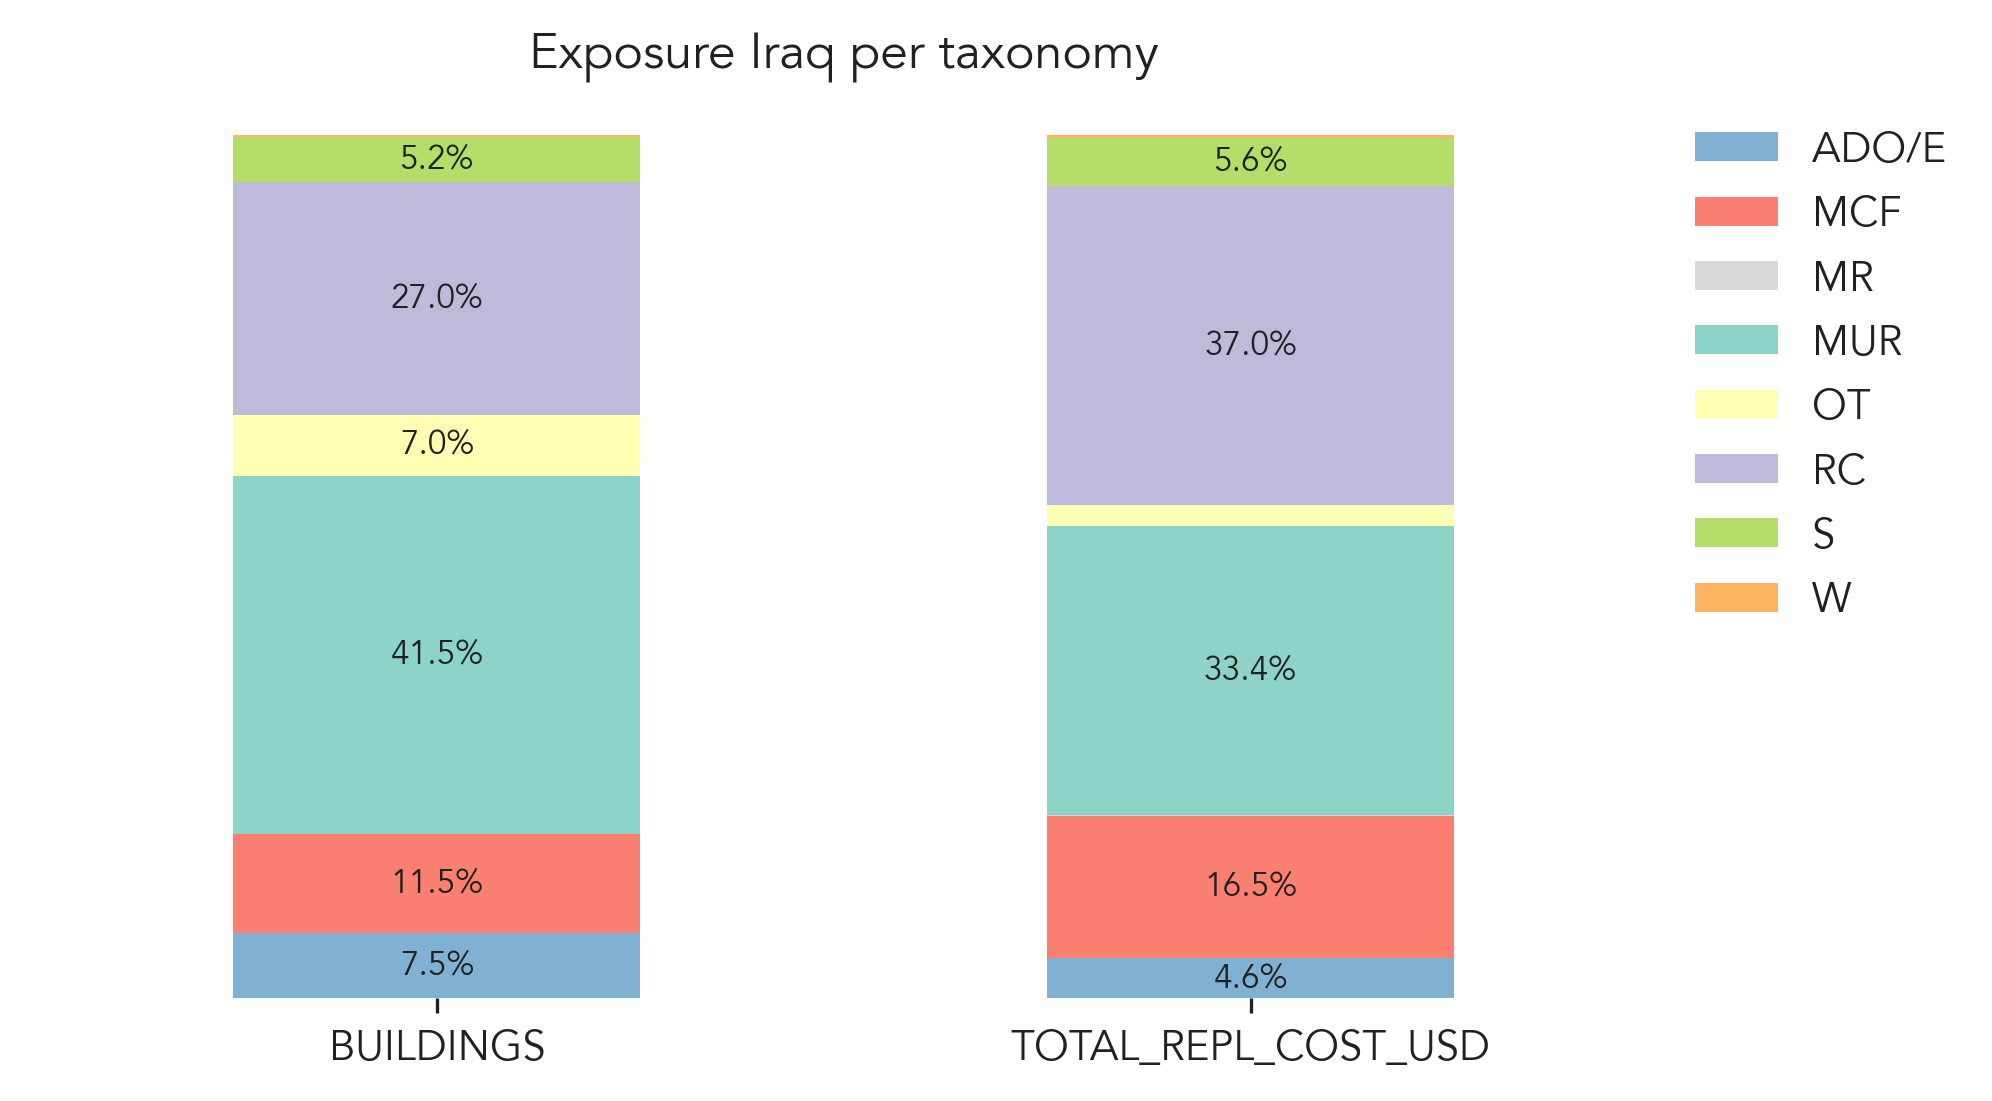 Exposure Iraq per taxonomy
5.2%
27.0%
7.0%
41.5%
11.5%
7.5%
BUILDINGS
5.6%
37.0%
33.4%
16.5%
4.6%
TOTAL_REPL_COST_USD
ADO/E
MCF
MR
MUR
OT
RC
S
W